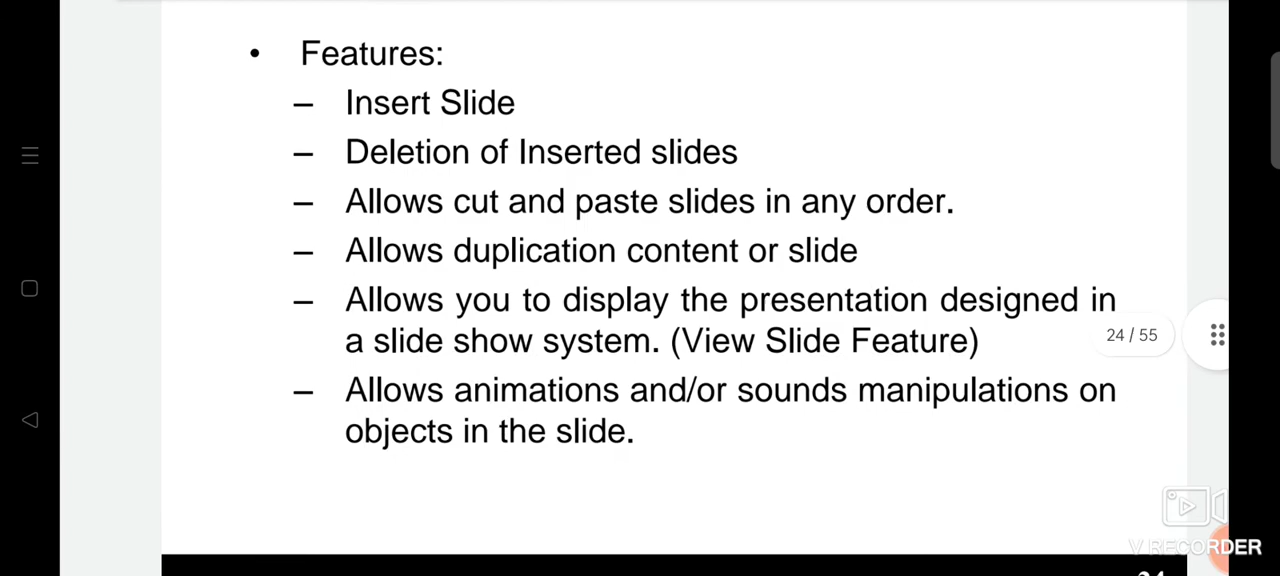 • Features:
– Insert Slide
– Deletion of Inserted slides
– Allows cut and paste slides in any order.
– Allows duplication content or slide
– Allows you to display the presentation designed in
a slide show system. (View Slide Feature)
24 / 55
– Allows animations and/or sounds manipulations on
objects in the slide.
V RECORDER